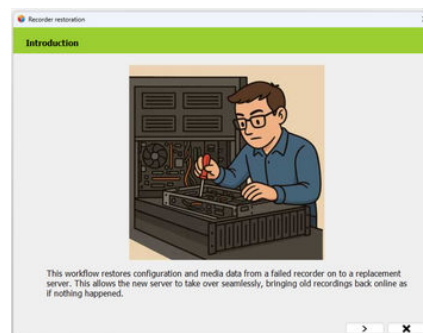 Recorder restoration
Introduction
This workflow restores configuration and media data from a failed recorder on to a replacement
server. This allows the new server to take over seamlessly, bringing old recordings back online as
if nothing happened.